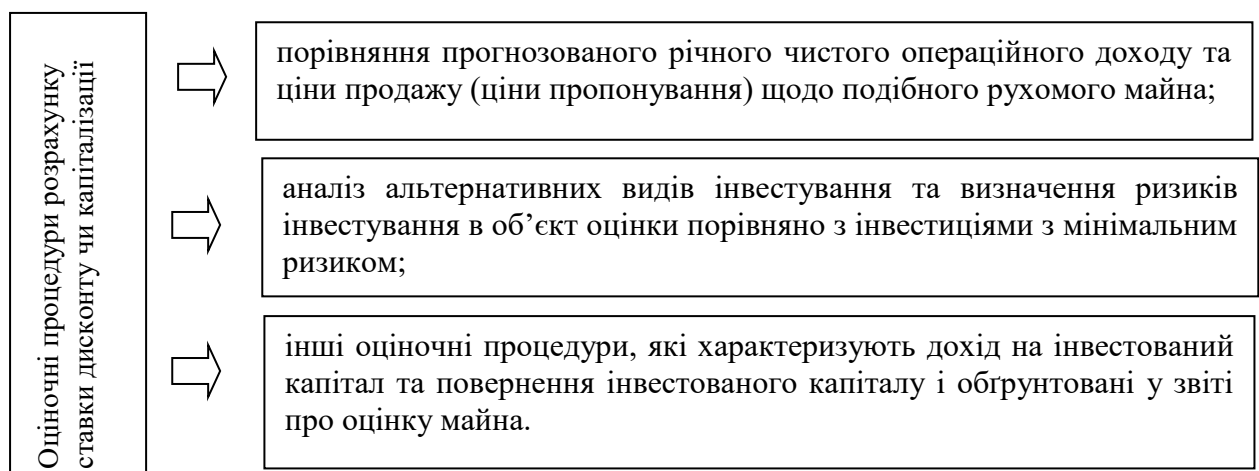 Оціночні процедури розрахунку
ставки дисконту чи капіталізації
порівняння прогнозованого річного чистого операційного доходу та
ціни продажу (ціни пропонування) щодо подібного рухомого майна;
аналіз альтернативних видів інвестування та визначення ризиків
інвестування в об’єкт оцінки порівняно з інвестиціями з мінімальним
ризиком;
інші оціночні процедури, які характеризують дохід на інвестований
капітал та повернення інвестованого капіталу і обґрунтовані у звіті
про оцінку майна.